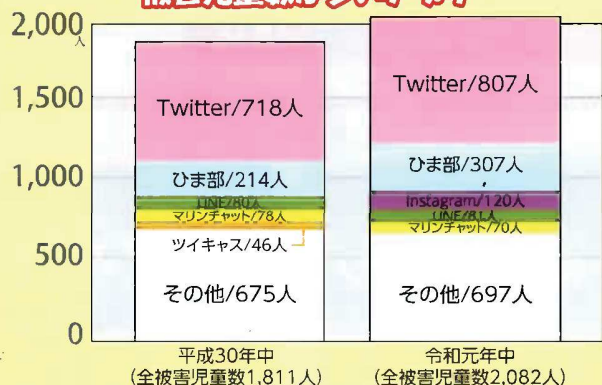 2,000
人
1,500
1,000
500
0
Twitter/718人
ひま部/214人
LINE/80人
マリンチャット/78人
ツイキャス/46人
その他/675人
平成30年中
(全被害児童数1,811人)
Twitter/807人
ひま部/307人
Instagram/120人
LINE/81人
マリンチャット/70人
その他/697人
令和元年中
(全被害児童数2,082人)